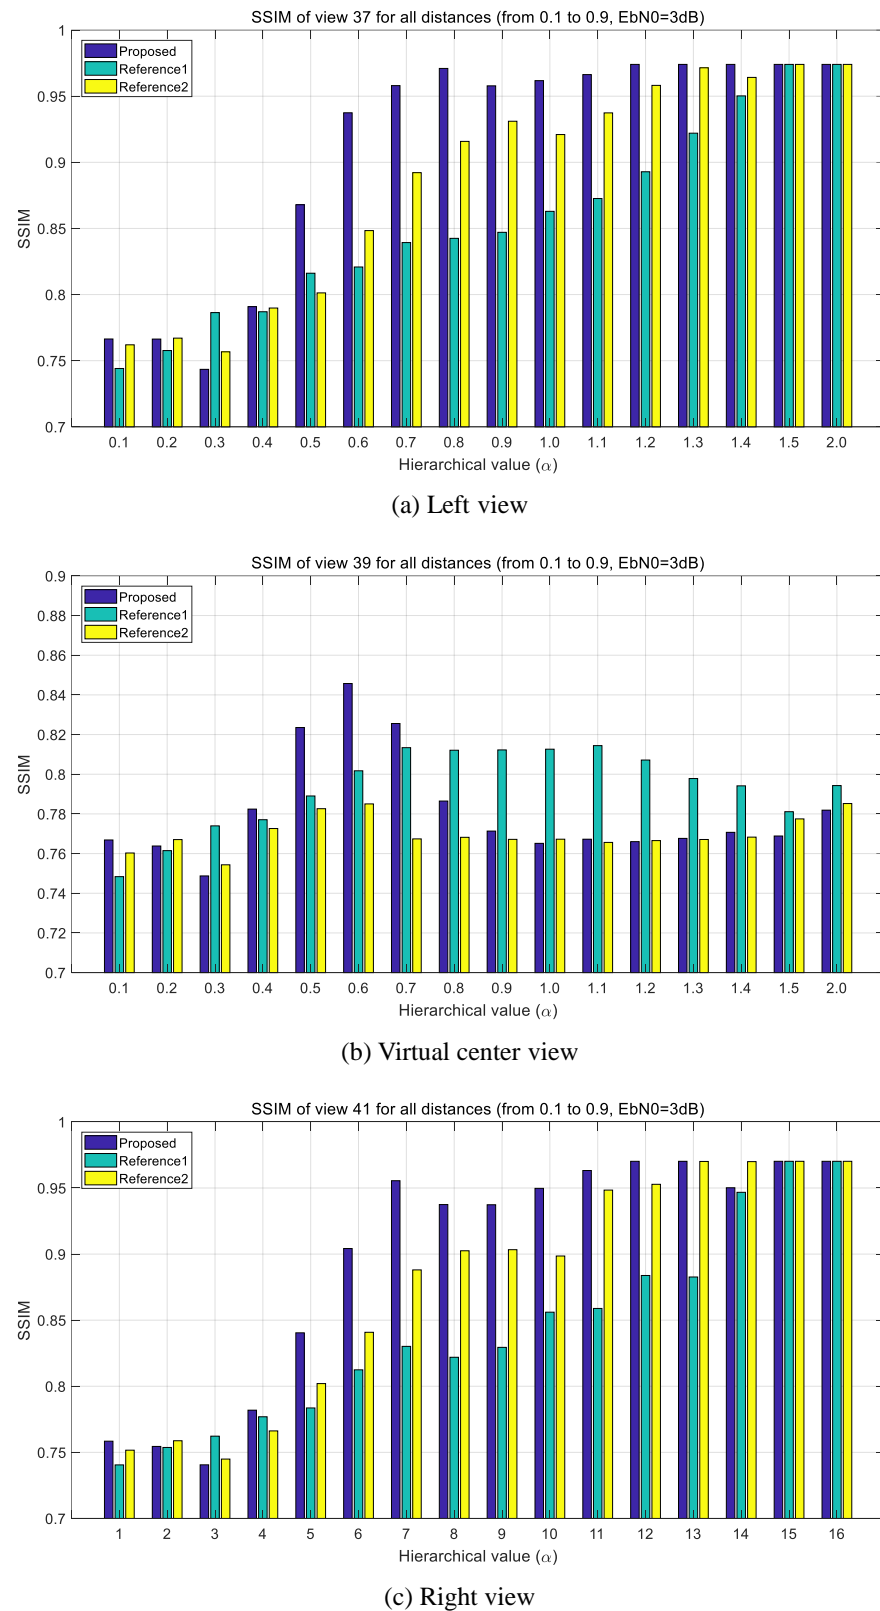 SSIM of view 37 for all distances (from 0.1 to 0.9, EbN0=3dB)
1
0.95
0.9
0.85
0.8
0.75
0.7
SSIM
Proposed
Reference1
Reference2
0.1 0.2 0.3 0.4 0.5 0.6 0.7 0.8 0.9 1.0 1.1 1.2 1.3 1.4 1.5 2.0
Hierarchical value (α)
(a) Left view
SSIM of view 39 for all distances (from 0.1 to 0.9, EbN0=3dB)
0.9
0.88
0.86
0.84
0.82
0.8
0.78
0.76
0.74
0.72
0.7
SSIM
Proposed
Reference1
Reference2
0.1 0.2 0.3 0.4 0.5 0.6 0.7 0.8 0.9 1.0 1.1 1.2 1.3 1.4 1.5 2.0
Hierarchical value (α)
(b) Virtual center view
SSIM of view 41 for all distances (from 0.1 to 0.9, EbN0=3dB)
1
0.95
0.9
0.85
0.8
0.75
0.7
SSIM
Proposed
Reference1
Reference2
1 2 3 4 5 6 7 8 9 10 11 12 13 14 15 16
Hierarchical value (α)
(c) Right view